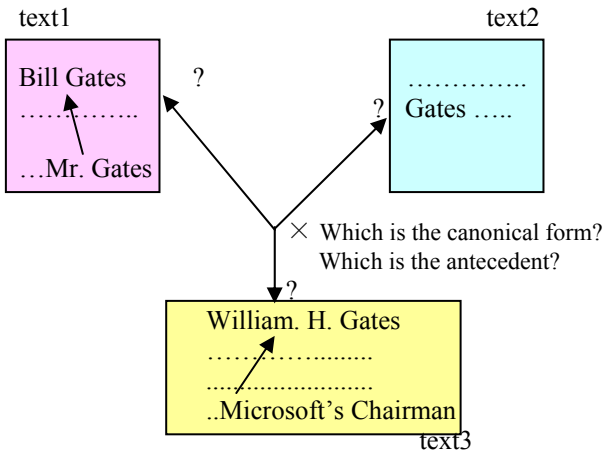 text1
Bill Gates
…………..
…Mr. Gates
?
text2
…………..
Gates …..
?
× Which is the canonical form?
Which is the antecedent?
?
William. H. Gates
………….........
.........................
..Microsoft’s Chairman
text3